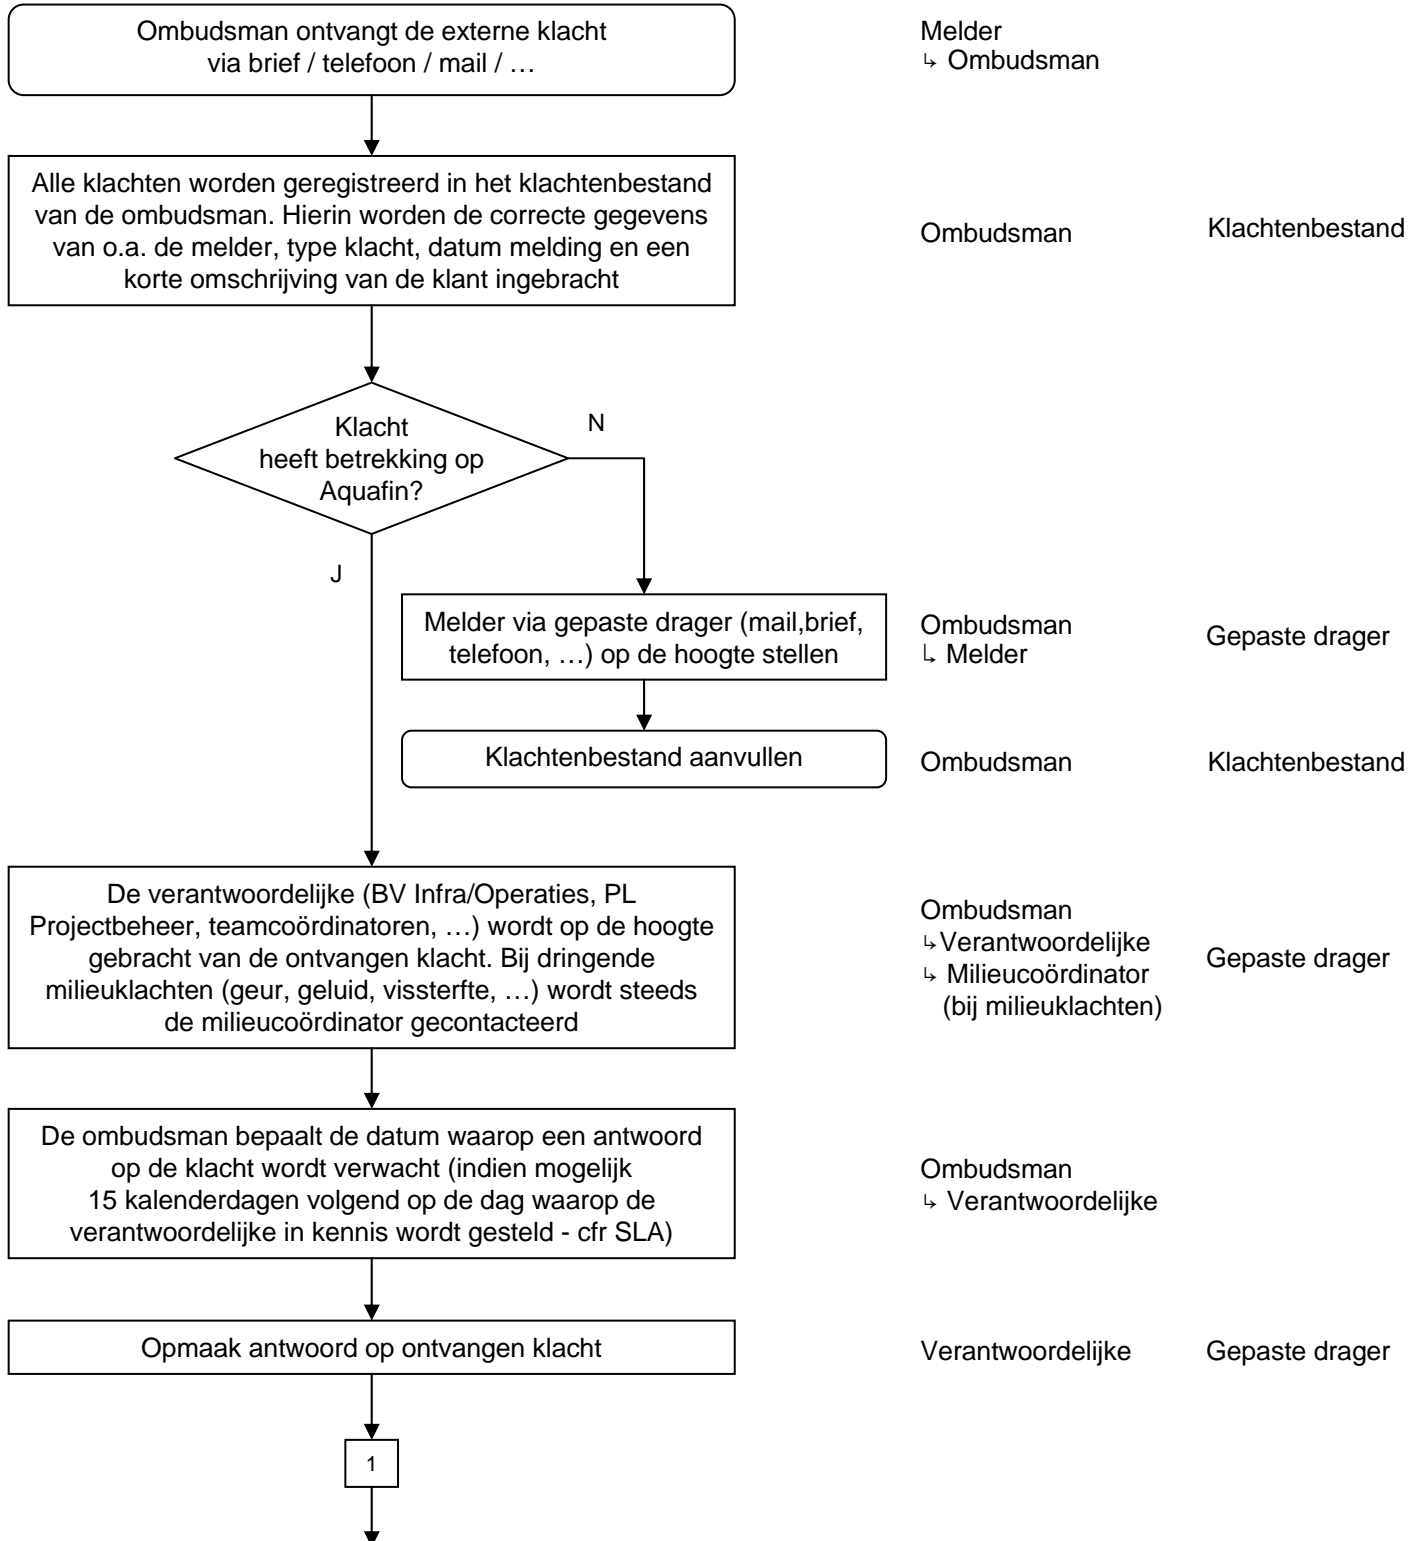 Ombudsman ontvangt de externe klacht
via brief / telefoon / mail / …
Melder
↳ Ombudsman
Alle klachten worden geregistreerd in het klachtenbestand
van de ombudsman. Hierin worden de correcte gegevens
van o.a. de melder, type klacht, datum melding en een
korte omschrijving van de klant ingebracht
Ombudsman
Klachtenbestand
Klacht
heeft betrekking op
Aquafin?
N
J
Melder via gepaste drager (mail,brief,
telefoon, …) op de hoogte stellen
Ombudsman
↳ Melder
Gepaste drager
Klachtenbestand aanvullen
Ombudsman
Klachtenbestand
De verantwoordelijke (BV Infra/Operaties, PL
Projectbeheer, teamcoördinatoren, …) wordt op de hoogte
gebracht van de ontvangen klacht. Bij dringende
milieuklachten (geur, geluid, vissterfte, …) wordt steeds
de milieucoördinator gecontacteerd
Ombudsman
↳Verantwoordelijke
↳ Milieucoördinator
(bij milieuklachten)
Gepaste drager
De ombudsman bepaalt de datum waarop een antwoord
op de klacht wordt verwacht (indien mogelijk
15 kalenderdagen volgend op de dag waarop de
verantwoordelijke in kennis wordt gesteld - cfr SLA)
Ombudsman
↳ Verantwoordelijke
Opmaak antwoord op ontvangen klacht
Verantwoordelijke
Gepaste drager
1